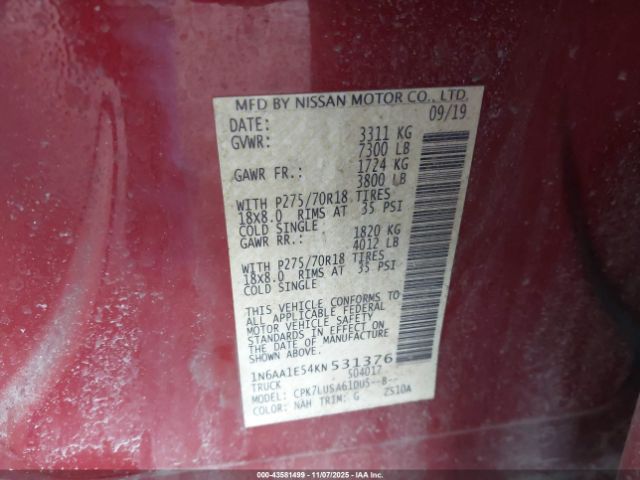 MFD BY NISSAN MOTOR CO., LTD.
DATE: 09/19
GVWR: 3311 KG
7300 LB
GAWR FR.: 1724 KG
3800 LB
WITH P275/70R18 TIRES
18X8.0 RIMS AT 35 PSI
COLD SINGLE
GAWR RR.: 1820 KG
4012 LB
WITH P275/70R18 TIRES
18X8.0 RIMS AT 35 PSI
COLD SINGLE
THIS VEHICLE CONFORMS TO
ALL APPLICABLE FEDERAL
MOTOR VEHICLE SAFETY
STANDARDS IN EFFECT ON
THE DATE OF MANUFACTURE
SHOWN ABOVE.
1N6AA1E54KN531376
TRUCK S04017
MODEL: CPK7LUSA61DU5--B--
COLOR: NAH TRIM: G ZS10A
000-43581499 - 11/07/2025 - IAA Inc.